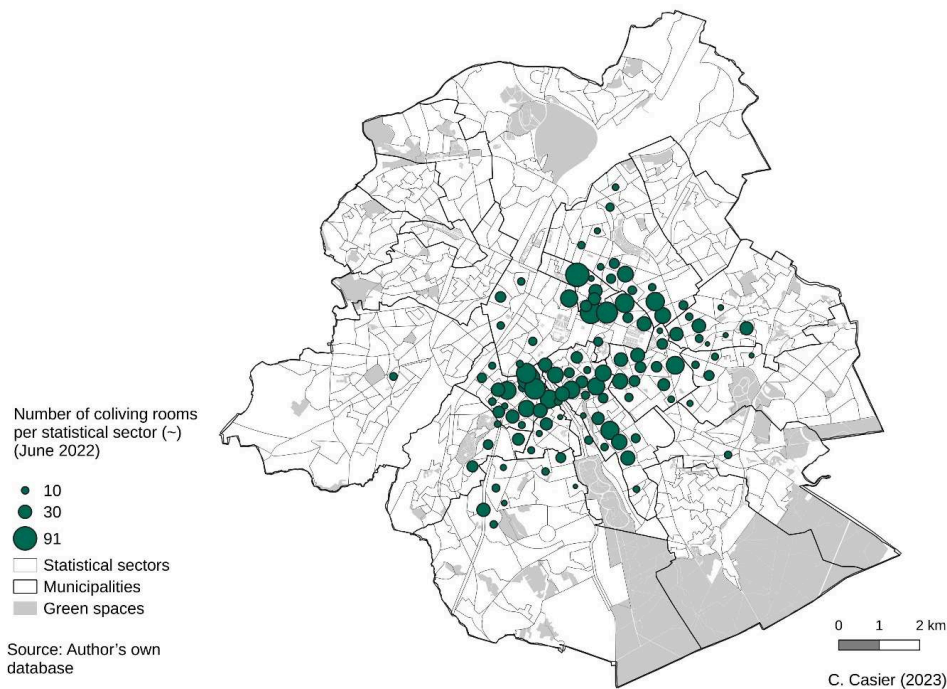 Number of coliving rooms
per statistical sector (~)
(June 2022)
10
30
91
Statistical sectors
Municipalities
Green spaces
Source: Author's own
database
0 1 2 km
C. Casier (2023)